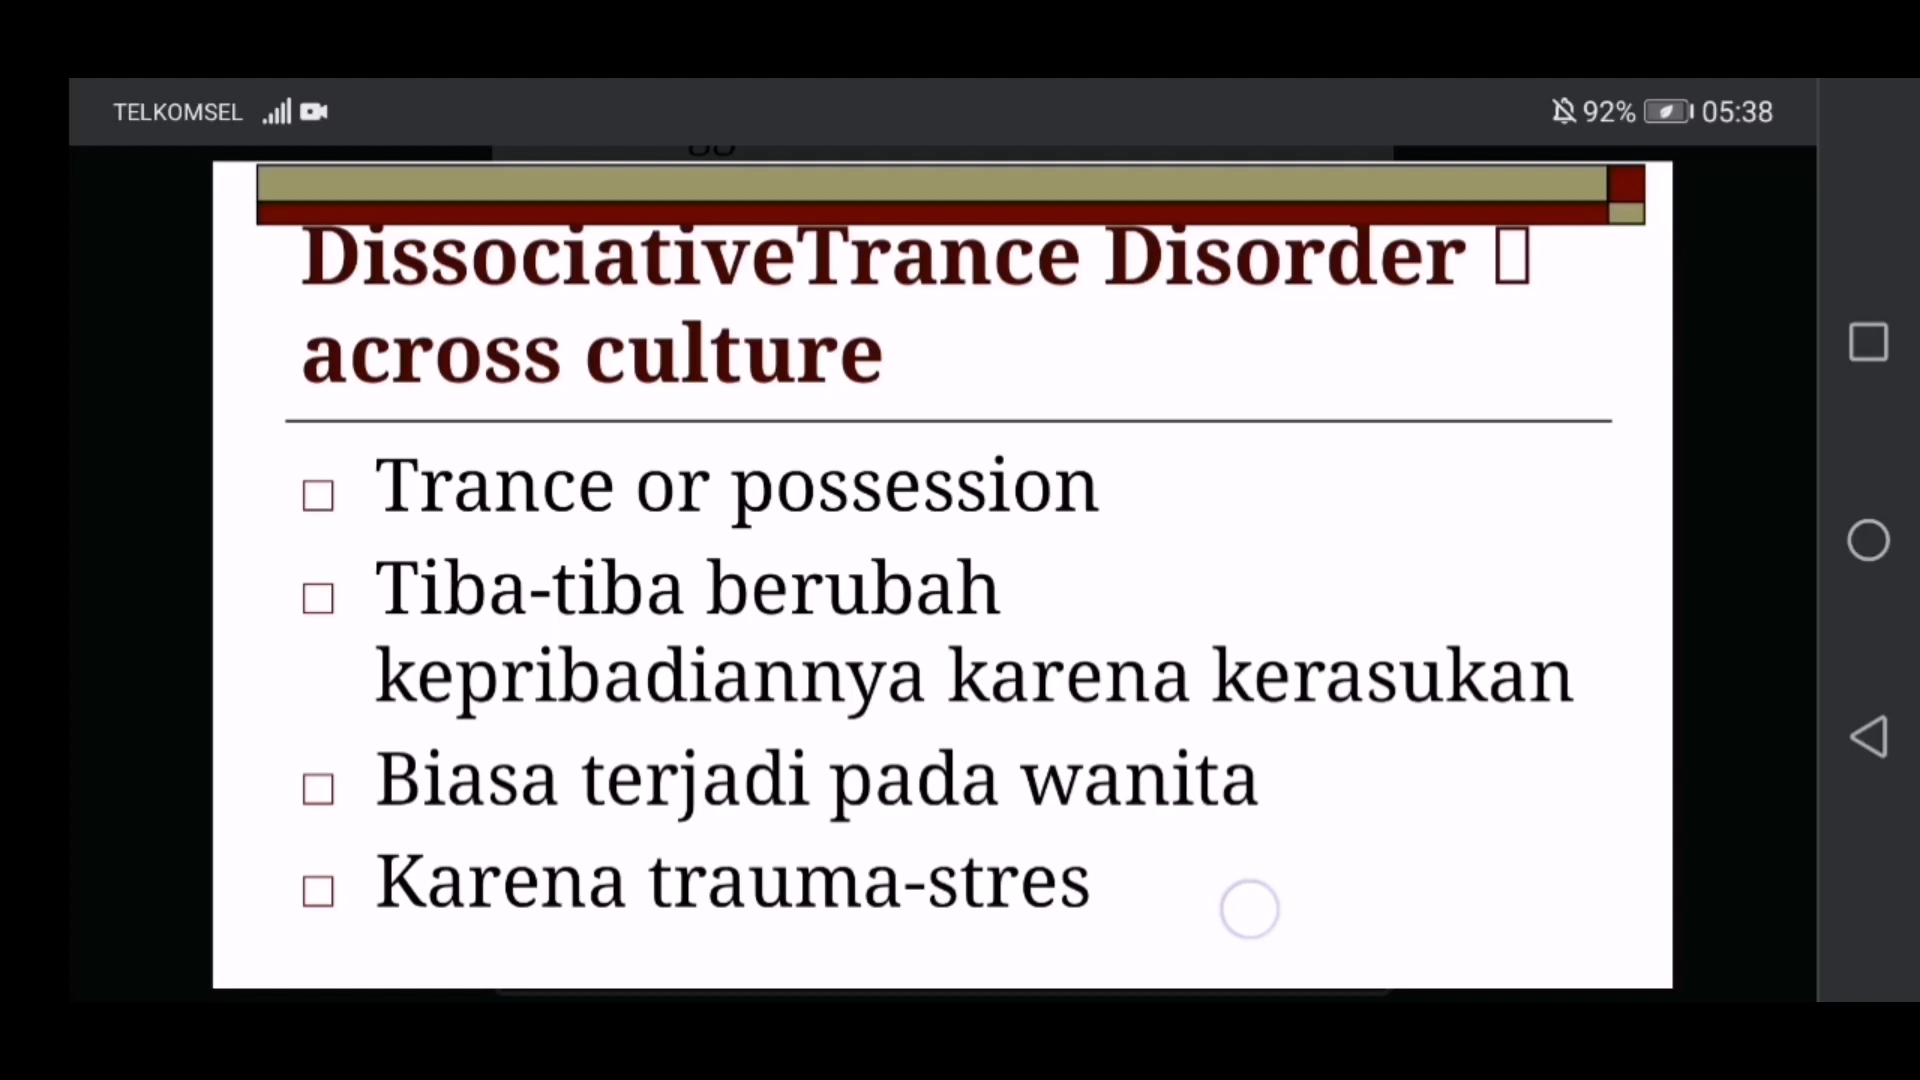 TELKOMSEL 92% 05:38
DissociativeTrance Disorder
across culture
Trance or possession
Tiba-tiba berubah
kepribadiannya karena kerasukan
Biasa terjadi pada wanita
Karena trauma-stres